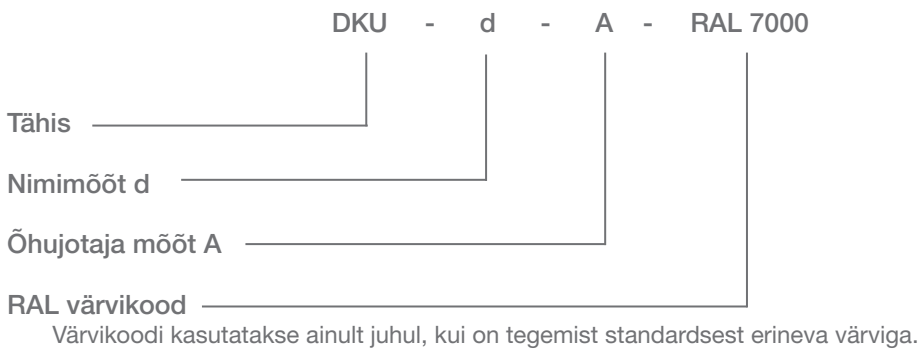 DKU - d - A - RAL 7000
Tähis
Nimimõõt d
Õhujotaja mõõt A
RAL värvikood
Värvikoodi kasutatakse ainult juhul, kui on tegemist standardsest erineva värviga.